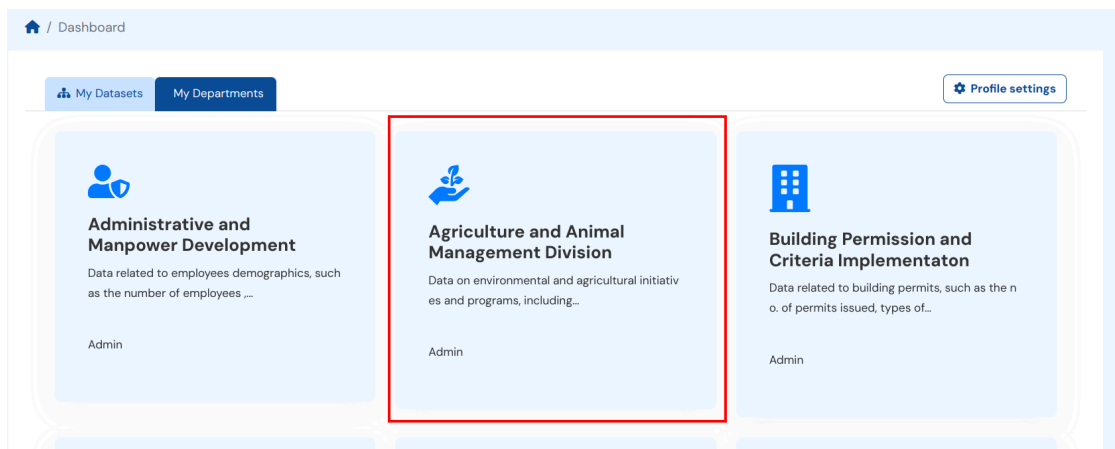 / Dashboard
My Datasets
My Departments
Profile settings
Administrative and
Manpower Development
Data related to employees demographics, such
as the number of employees ,...
Admin
Agriculture and Animal
Management Division
Data on environmental and agricultural initiativ
es and programs, including...
Admin
Building Permission and
Criteria Implementaton
Data related to building permits, such as the n
o. of permits issued, types of...
Admin